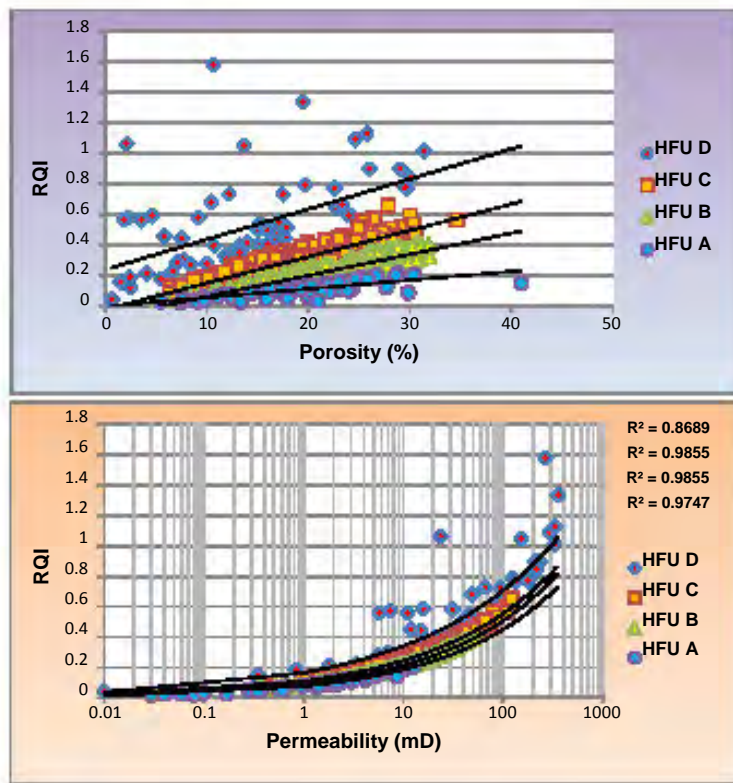 1.8
1.6
1.4
1.2
1
0.8
0.6
0.4
0.2
0
RQI
0 10 20 30 40 50
Porosity (%)
HFU D
HFU C
HFU B
HFU A
1.8
1.6
1.4
1.2
1
0.8
0.6
0.4
0.2
0
RQI
0.01 0.1 1 10 100 1000
Permeability (mD)
R² = 0.8689
R² = 0.9855
R² = 0.9855
R² = 0.9747
HFU D
HFU C
HFU B
HFU A